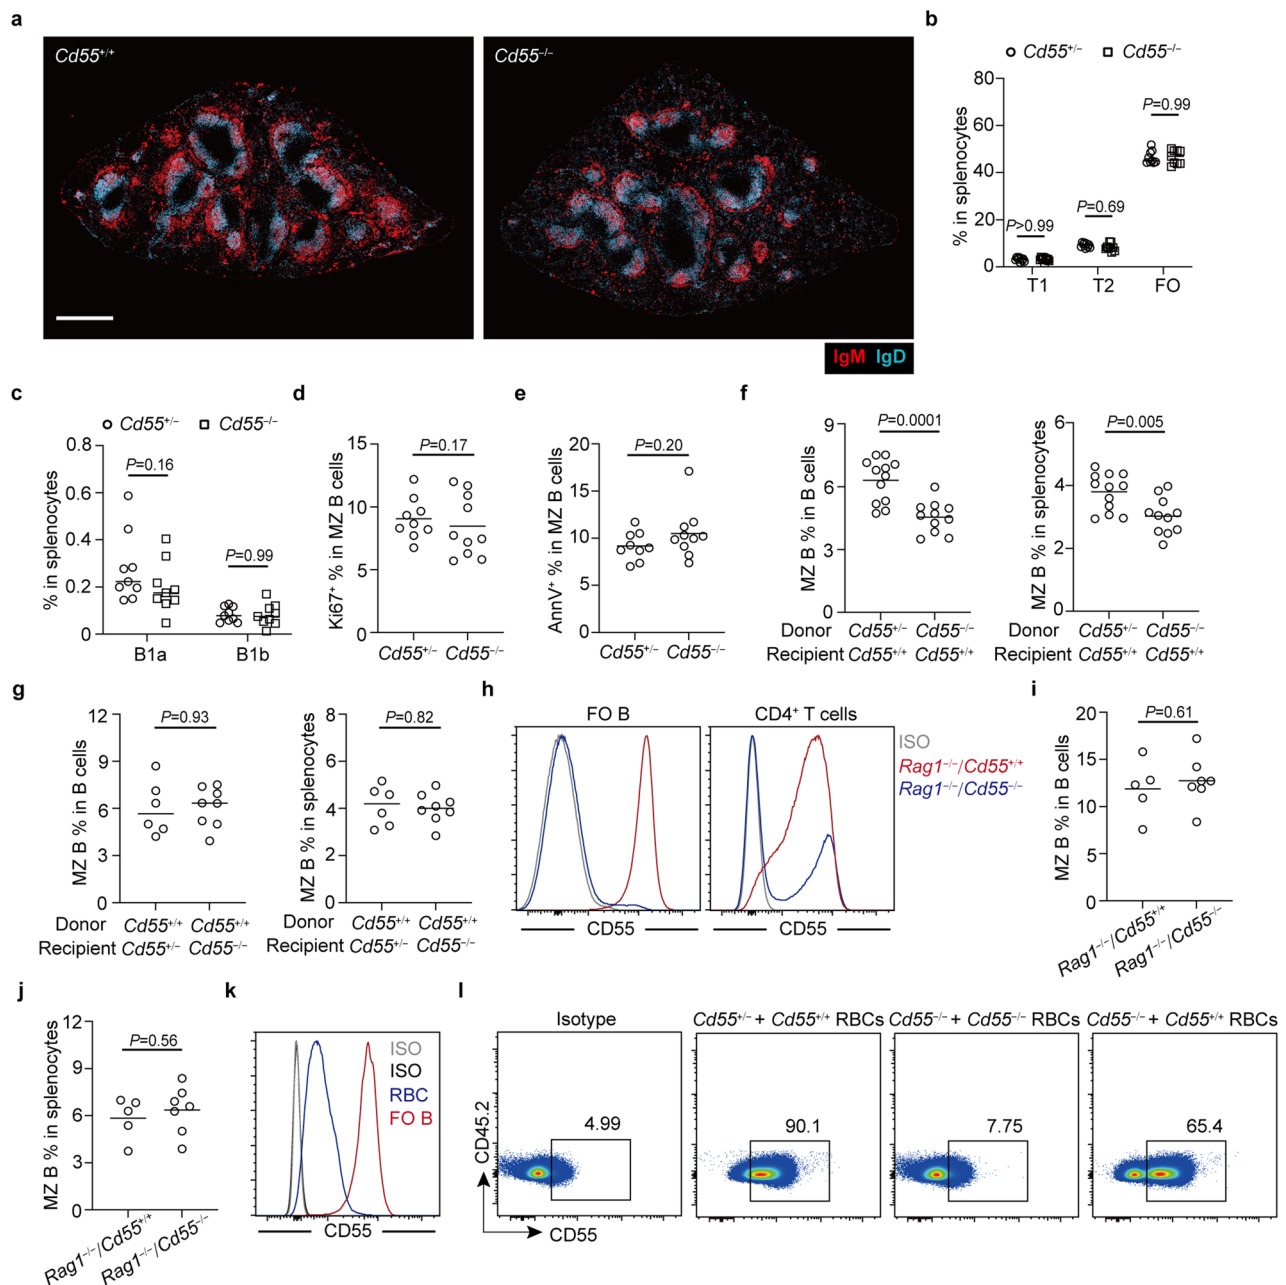 a
Cd55+/+
Cd55−/−
IgM IgD
b
Cd55+/− Cd55−/−
% in splenocytes
80
60
40
20
0
P>0.99
P=0.69
P=0.99
T1 T2 FO
c
Cd55+/− Cd55−/−
% in splenocytes
0.8
0.6
0.4
0.2
0
P=0.16
P=0.99
B1a B1b
d
Ki67+ % in MZ B cells
15
10
5
0
P=0.17
Cd55+/− Cd55−/−
e
AnnV+ % in MZ B cells
20
15
10
5
0
P=0.20
Cd55+/− Cd55−/−
f
MZ B % in B cells
9
6
3
0
P=0.0001
Donor Cd55+/− Cd55−/−
Recipient Cd55+/+ Cd55+/+
MZ B % in splenocytes
6
4
2
0
P=0.005
Donor Cd55+/− Cd55−/−
Recipient Cd55+/+ Cd55+/+
g
MZ B % in B cells
12
9
6
3
0
P=0.93
Donor Cd55+/+ Cd55+/+
Recipient Cd55+/− Cd55−/−
MZ B % in splenocytes
8
6
4
2
0
P=0.82
Donor Cd55+/+ Cd55+/+
Recipient Cd55+/− Cd55−/−
h
FO B
CD55
CD4+ T cells
CD55
ISO
Rag1−/−/Cd55+/+
Rag1−/−/Cd55−/−
i
MZ B % in B cells
20
15
10
5
0
P=0.61
Rag1−/−/Cd55+/+
Rag1−/−/Cd55−/−
j
MZ B % in splenocytes
12
9
6
3
0
P=0.56
Rag1−/−/Cd55+/+
Rag1−/−/Cd55−/−
k
ISO
ISO
RBC
FO B
CD55
l
Isotype
Cd55+/− + Cd55+/+ RBCs
Cd55−/− + Cd55−/− RBCs
Cd55−/− + Cd55+/+ RBCs
4.99
90.1
7.75
65.4
CD45.2
CD55